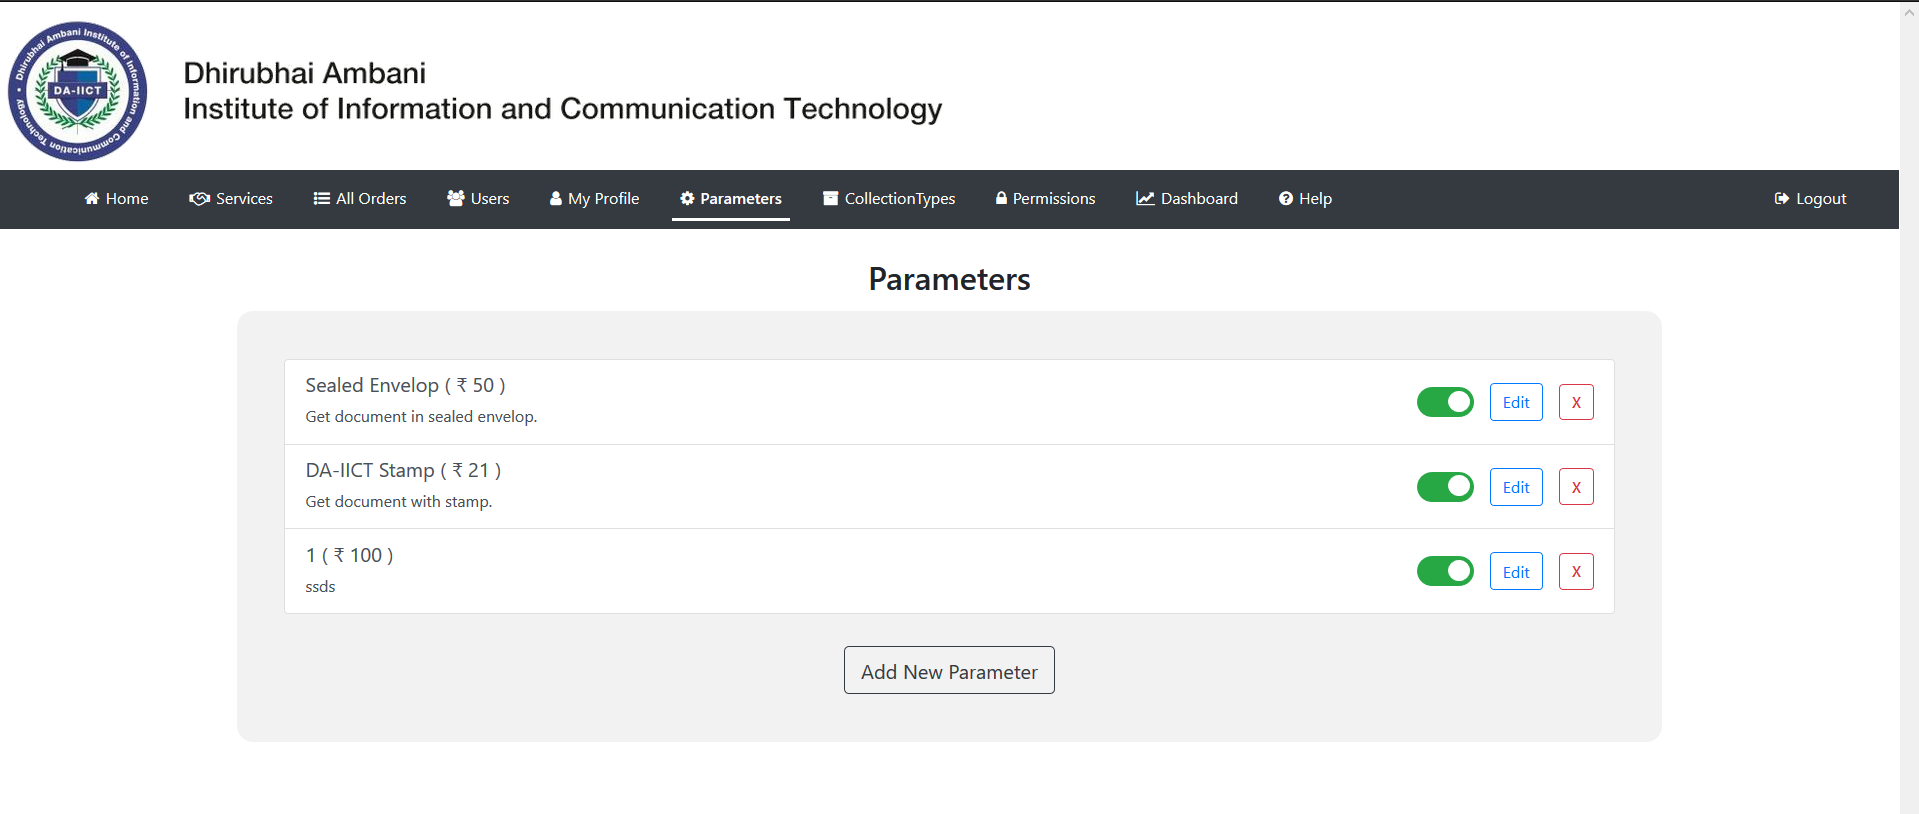 Dhirubhai Ambani Institute of Information and Communication Technology
DA-IICT
Dhirubhai Ambani
Institute of Information and Communication Technology
Home Services All Orders Users My Profile Parameters CollectionTypes Permissions Dashboard Help Logout
Parameters
Sealed Envelop ( ₹ 50 )
Get document in sealed envelop.
Edit X
DA-IICT Stamp ( ₹ 21 )
Get document with stamp.
Edit X
1 ( ₹ 100 )
ssds
Edit X
Add New Parameter